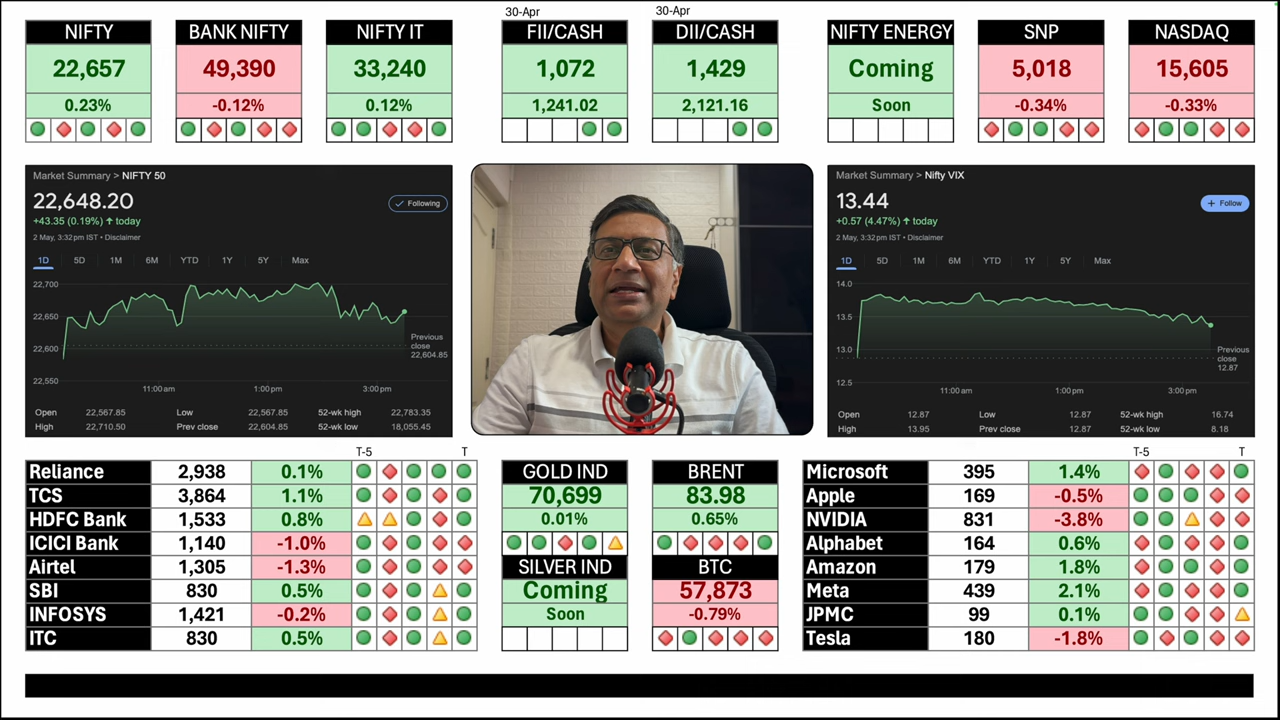 30-Apr
30-Apr
NIFTY
BANK NIFTY
NIFTY IT
FII/CASH
DII/CASH
NIFTY ENERGY
SNP
NASDAQ
22,657
49,390
33,240
1,072
1,429
Coming
5,018
15,605
0.23%
-0.12%
0.12%
1,241.02
2,121.16
Soon
-0.34%
-0.33%
Market Summary > NIFTY 50
22,648.20
Following
+43.35 (0.19%) ↑ today
2 May, 3:32 pm IST • Disclaimer
1D 5D 1M 6M YTD 1Y 5Y Max
22,700
22,650
22,600
22,550
Previous
close
22,604.85
11:00 am 1:00 pm 3:00 pm
Open 22,567.85 Low 22,567.85 52-wk high 22,783.35
High 22,710.50 Prev close 22,604.85 52-wk low 18,055.45
Market Summary > Nifty VIX
13.44
+ Follow
+0.57 (4.47%) ↑ today
2 May, 3:32 pm IST • Disclaimer
1D 5D 1M 6M YTD 1Y 5Y Max
14.0
13.5
13.0
12.5
Previous
close
12.87
11:00 am 1:00 pm 3:00 pm
Open 12.87 Low 12.87 52-wk high 16.74
High 13.95 Prev close 12.87 52-wk low 8.18
T-5 T
Reliance 2,938 0.1%
TCS 3,864 1.1%
HDFC Bank 1,533 0.8%
ICICI Bank 1,140 -1.0%
Airtel 1,305 -1.3%
SBI 830 0.5%
INFOSYS 1,421 -0.2%
ITC 830 0.5%
GOLD IND
70,699
0.01%
SILVER IND
Coming
Soon
BRENT
83.98
0.65%
BTC
57,873
-0.79%
T-5 T
Microsoft 395 1.4%
Apple 169 -0.5%
NVIDIA 831 -3.8%
Alphabet 164 0.6%
Amazon 179 1.8%
Meta 439 2.1%
JPMC 99 0.1%
Tesla 180 -1.8%